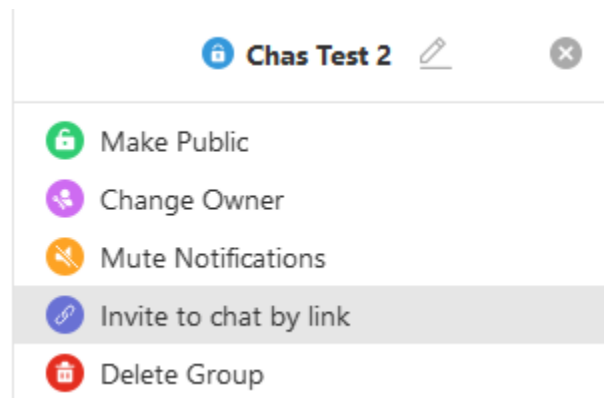 Chas Test 2
Make Public
Change Owner
Mute Notifications
Invite to chat by link
Delete Group